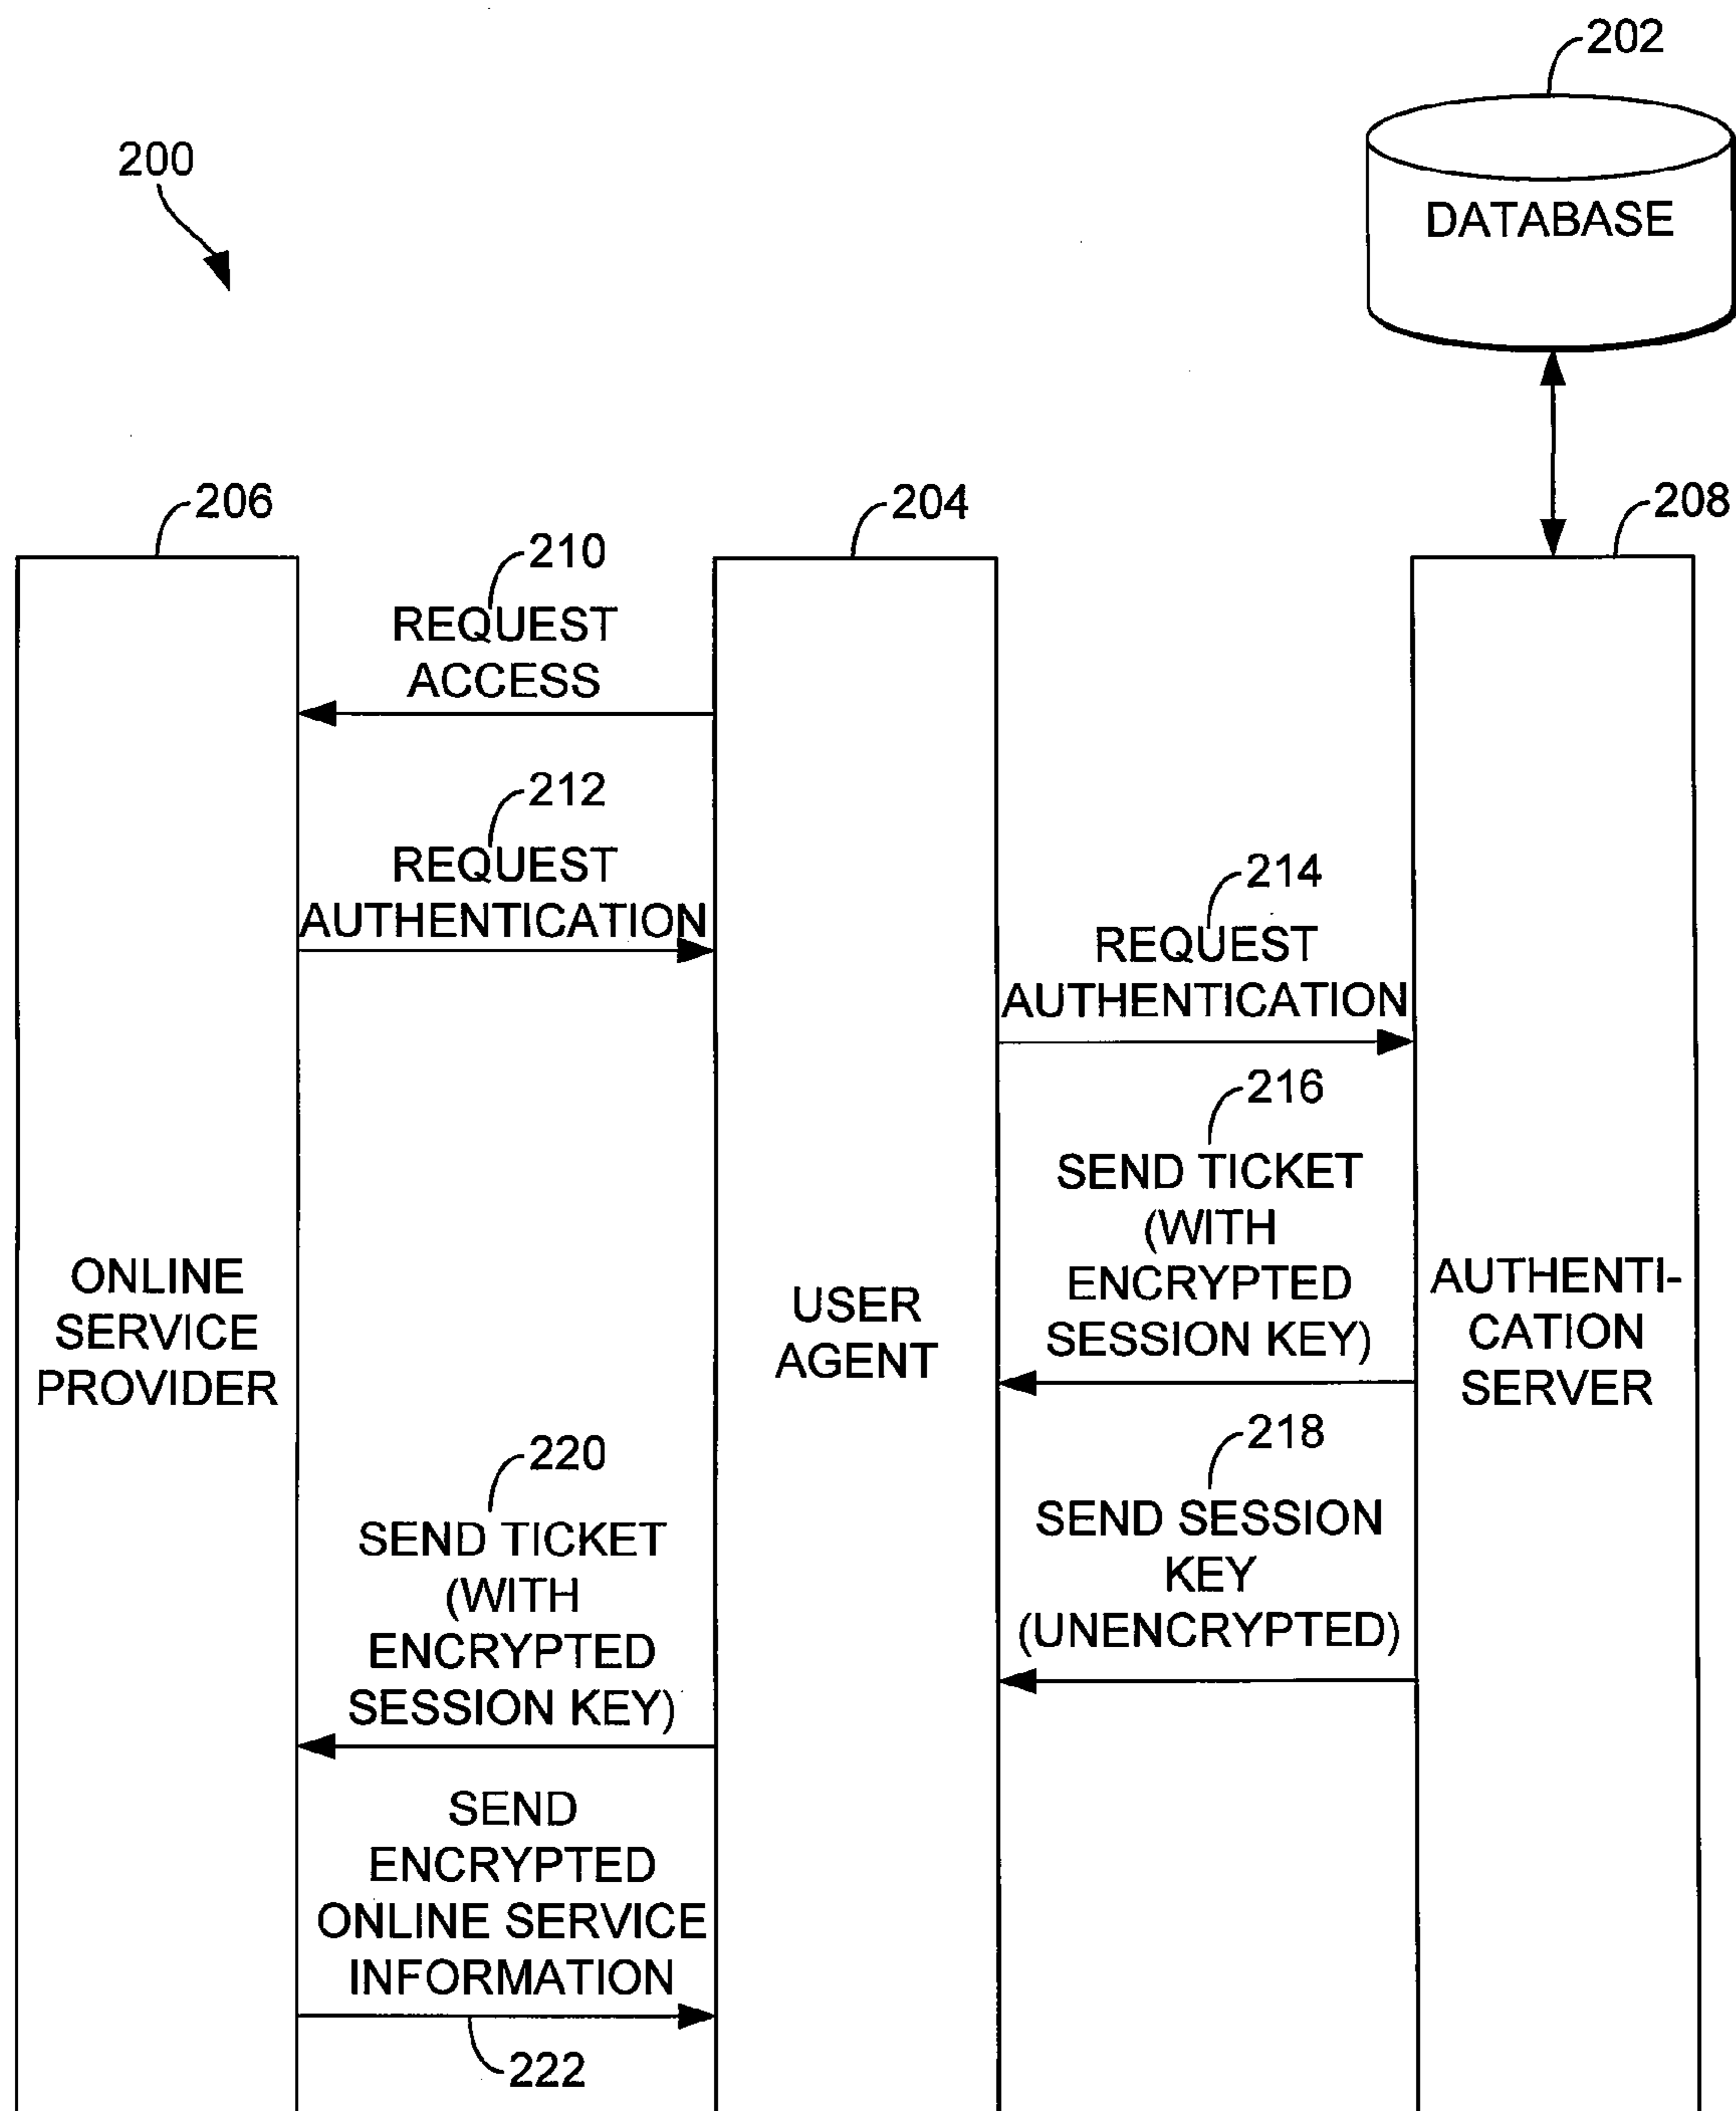 202
200
DATABASE
206
204
208
210
REQUEST
ACCESS
212
REQUEST
AUTHENTICATION
214
REQUEST
AUTHENTICATION
216
SEND TICKET
(WITH
ENCRYPTED
SESSION KEY)
ONLINE
SERVICE
PROVIDER
USER
AGENT
AUTHENTI-
CATION
SERVER
218
SEND SESSION
KEY
(UNENCRYPTED)
220
SEND TICKET
(WITH
ENCRYPTED
SESSION KEY)
SEND
ENCRYPTED
ONLINE SERVICE
INFORMATION
222